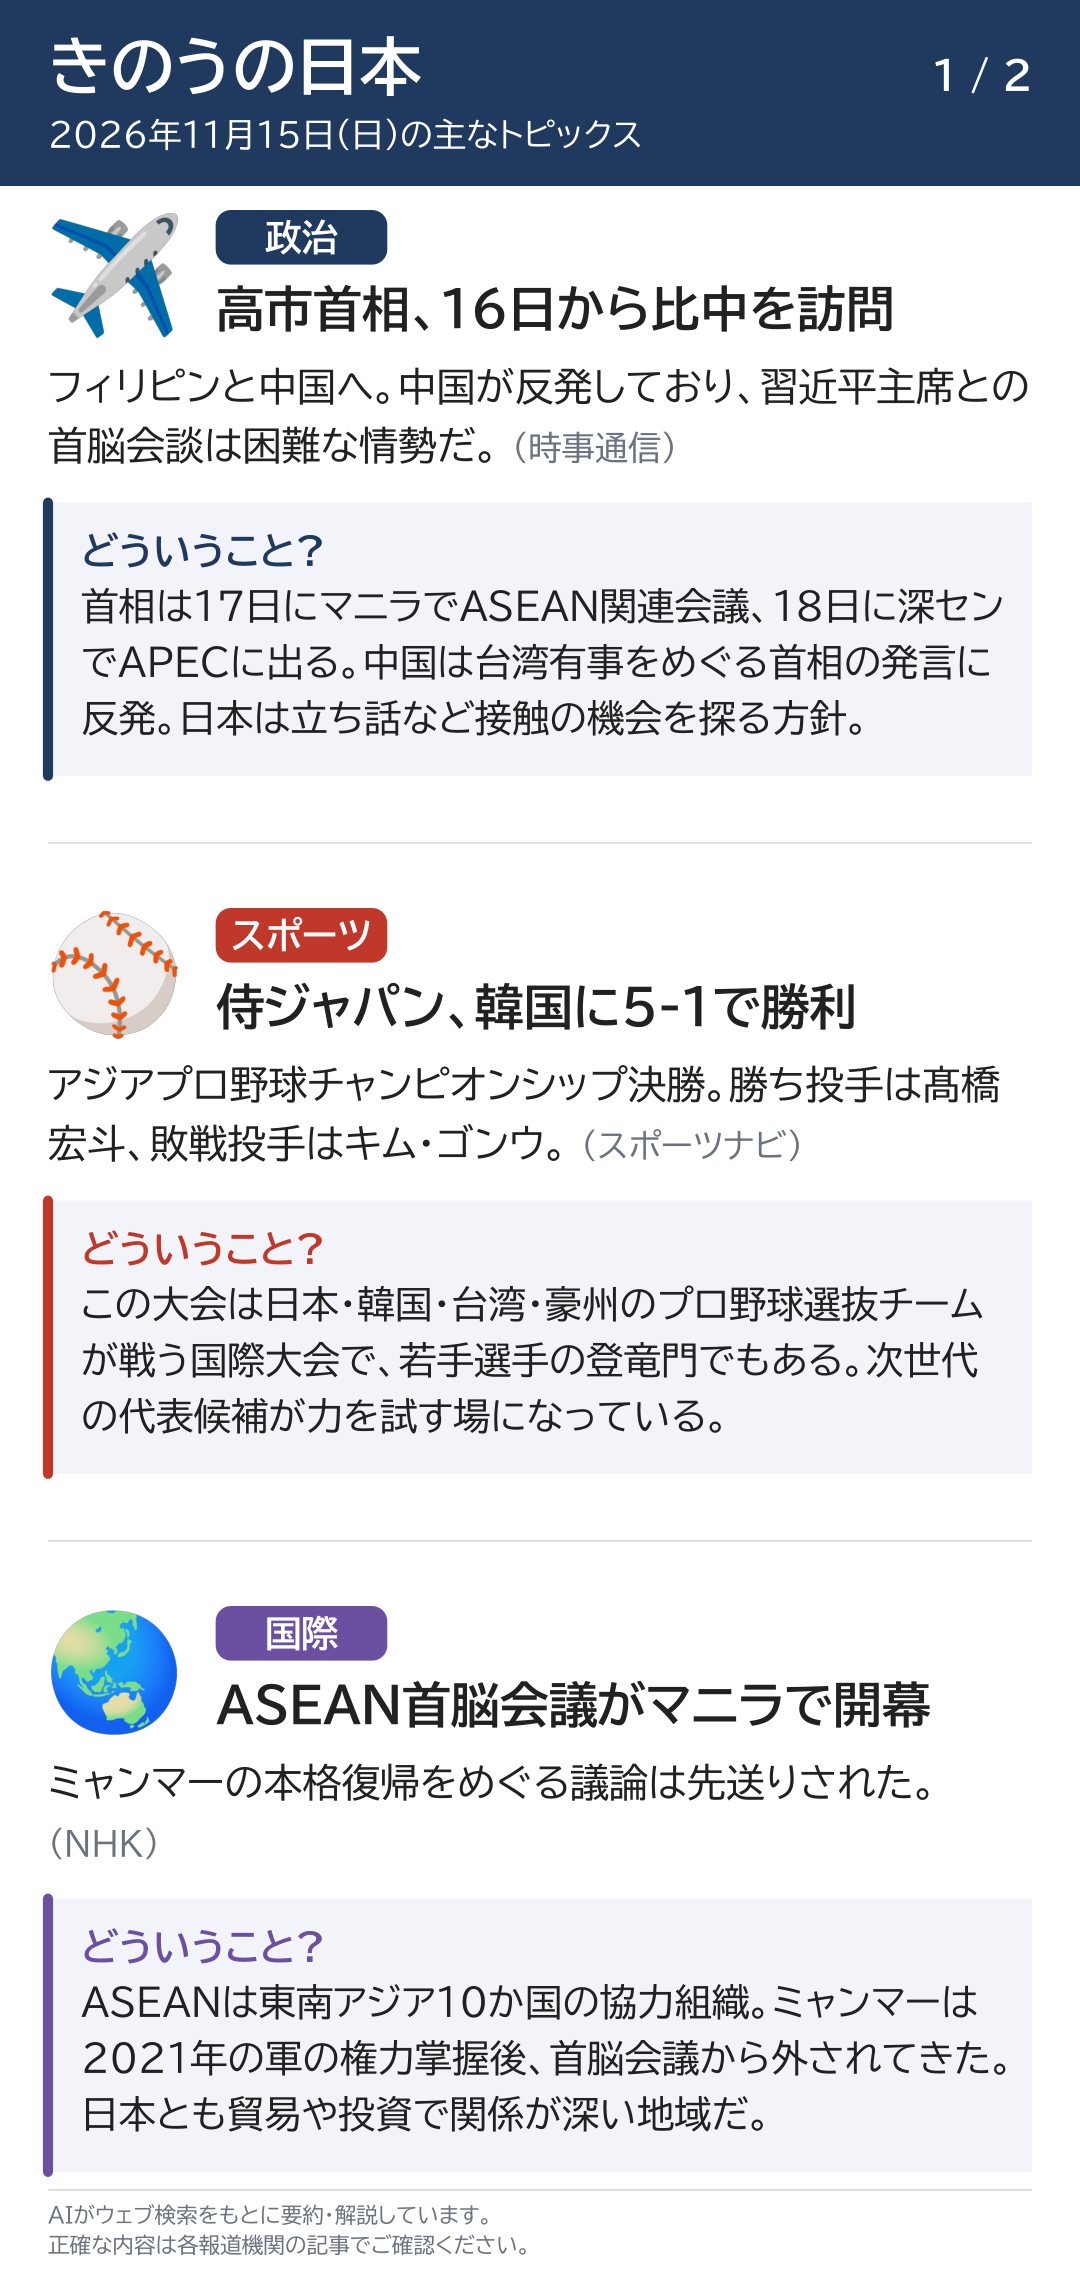 きのうの日本
1 / 2
2026年11月15日(日)の主なトピックス
政治
高市首相、16日から比中を訪問
フィリピンと中国へ。中国が反発しており、習近平主席との
首脳会談は困難な情勢だ。(時事通信)
どういうこと?
首相は17日にマニラでASEAN関連会議、18日に深セン
でAPECに出る。中国は台湾有事をめぐる首相の発言に
反発。日本は立ち話など接触の機会を探る方針。
スポーツ
侍ジャパン、韓国に5-1で勝利
アジアプロ野球チャンピオンシップ決勝。勝ち投手は髙橋
宏斗、敗戦投手はキム・ゴンウ。(スポーツナビ)
どういうこと?
この大会は日本・韓国・台湾・豪州のプロ野球選抜チーム
が戦う国際大会で、若手選手の登竜門でもある。次世代
の代表候補が力を試す場になっている。
国際
ASEAN首脳会議がマニラで開幕
ミャンマーの本格復帰をめぐる議論は先送りされた。
(NHK)
どういうこと?
ASEANは東南アジア10か国の協力組織。ミャンマーは
2021年の軍の権力掌握後、首脳会議から外されてきた。
日本とも貿易や投資で関係が深い地域だ。
AIがウェブ検索をもとに要約・解説しています。
正確な内容は各報道機関の記事でご確認ください。